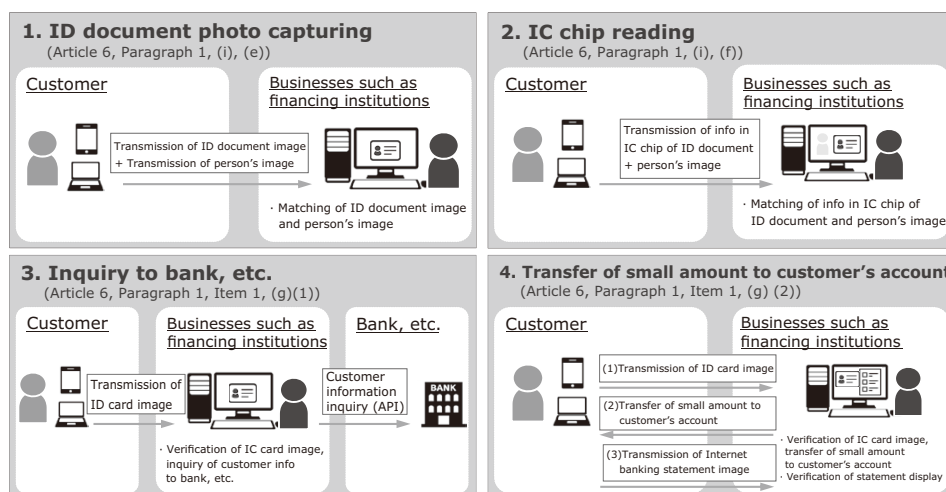 1. ID document photo capturing
(Article 6, Paragraph 1, (i), (e))
Customer
Businesses such as
financing institutions
Transmission of ID document image
+ Transmission of person's image
· Matching of ID document image
and person's image
2. IC chip reading
(Article 6, Paragraph 1, (i), (f))
Customer
Businesses such as
financing institutions
Transmission of info in
IC chip of ID document
+ person's image
· Matching of info in IC chip of
ID document and person's image
3. Inquiry to bank, etc.
(Article 6, Paragraph 1, Item 1, (g)(1))
Customer
Businesses such as
financing institutions
Bank, etc.
Transmission of
ID card image
Customer
information
inquiry (API)
BANK
· Verification of IC card image,
inquiry of customer info
to bank, etc.
4. Transfer of small amount to customer's account
(Article 6, Paragraph 1, Item 1, (g) (2))
Customer
Businesses such as
financing institutions
(1)Transmission of ID card image
(2)Transfer of small amount to
customer's account
(3)Transmission of Internet
banking statement image
· Verification of IC card image,
transfer of small amount
to customer's account
· Verification of statement display